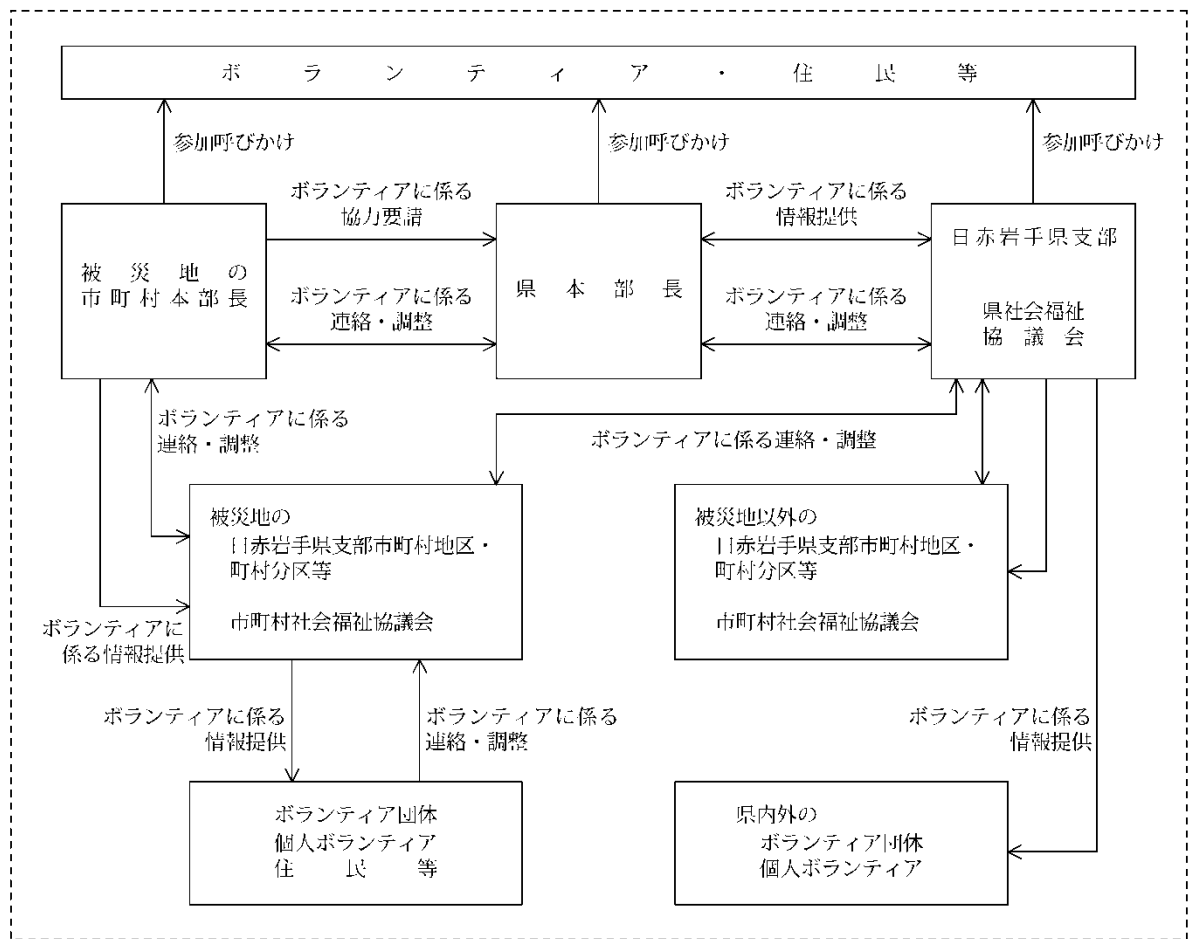 ボランティア・住民等
参加呼びかけ
参加呼びかけ
参加呼びかけ
ボランティアに係る
協力要請
ボランティアに係る
情報提供
被災地の
市町村本部長
県本部長
日赤岩手県支部
県社会福祉
協議会
ボランティアに係る
連絡・調整
ボランティアに係る
連絡・調整
ボランティアに係る
連絡・調整
ボランティアに係る連絡・調整
被災地の
日赤岩手県支部市町村地区・
町村分区等
市町村社会福祉協議会
被災地以外の
日赤岩手県支部市町村地区・
町村分区等
市町村社会福祉協議会
ボランティアに
係る情報提供
ボランティアに係る
情報提供
ボランティアに係る
連絡・調整
ボランティアに係る
情報提供
ボランティア団体
個人ボランティア
住民等
県内外の
ボランティア団体
個人ボランティア